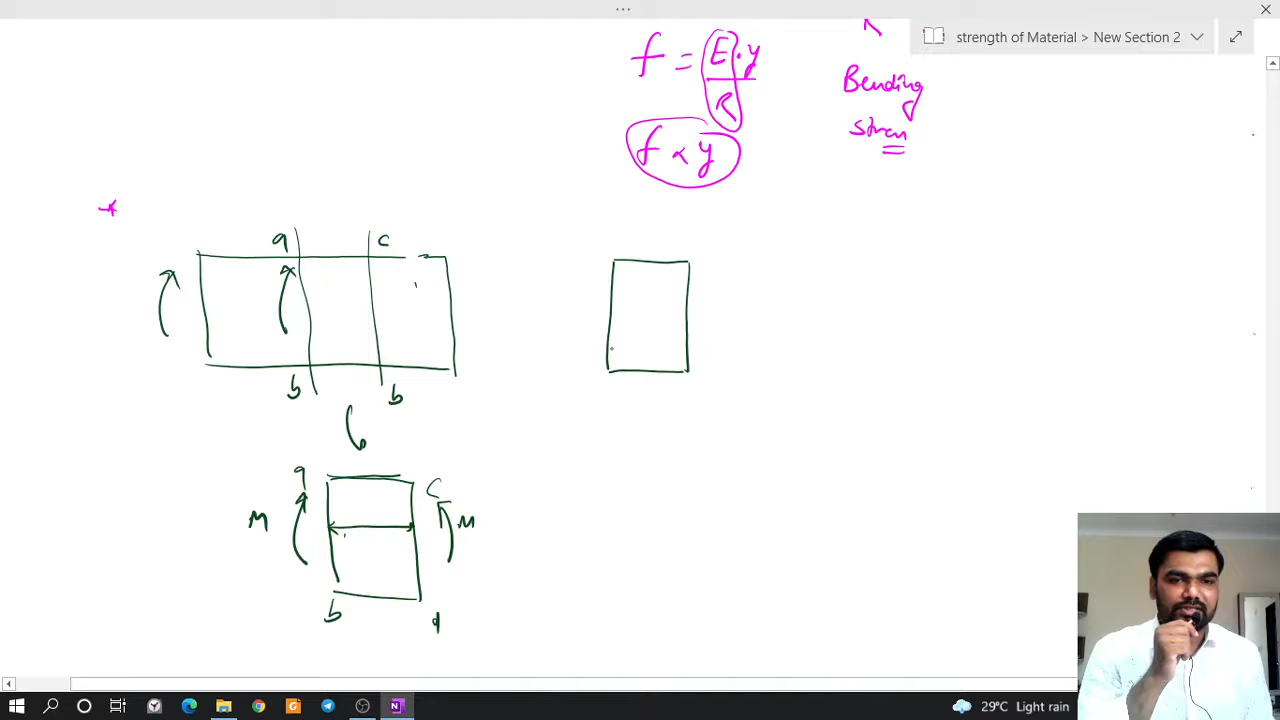 strength of Material > New Section 2
f = E.y
R
Bending
stress
f ∝ y
a c
b b
a c
M M
b d
29°C Light rain